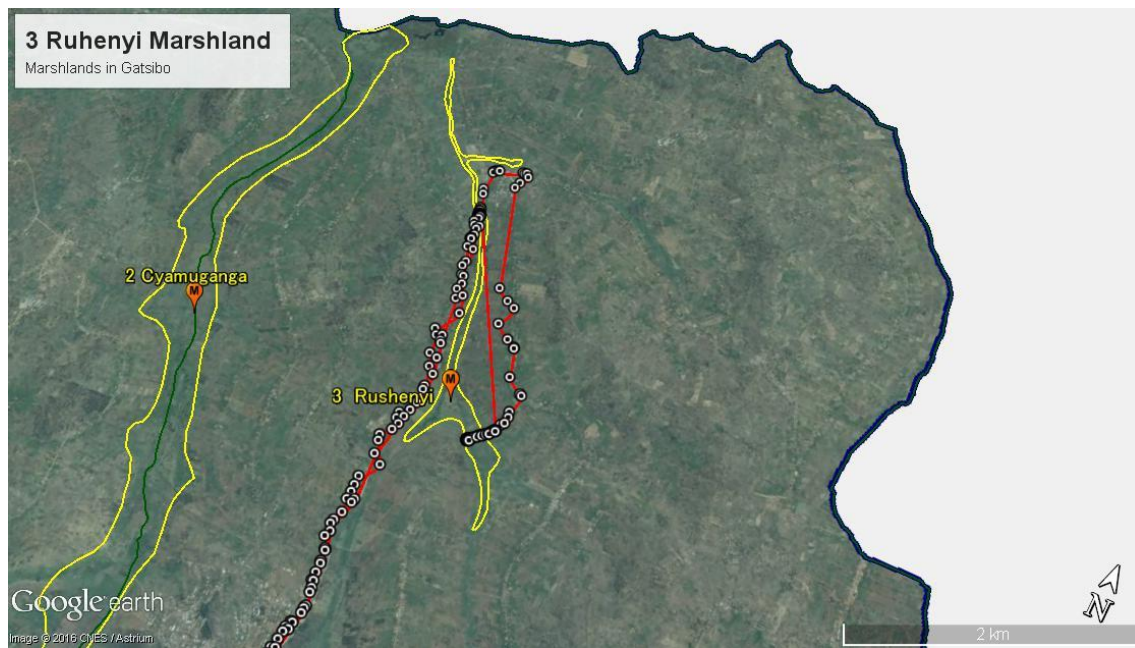 3 Ruhenyi Marshland
Marshlands in Gatsibo
2 Cyamuganga
M
M
3 Rushenyi
Google earth
N
Image © 2016 CNES / Astrium
2 km